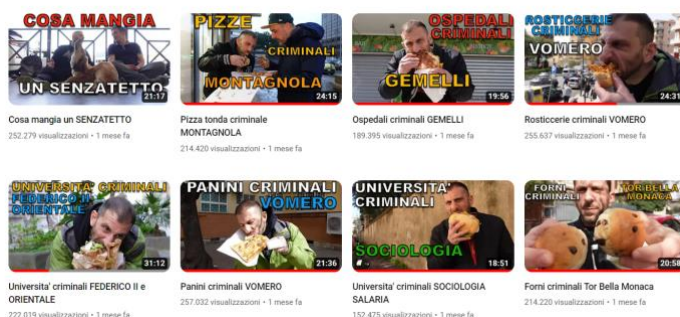 COSA MANGIA
UN SENZATETTO
21:17
PIZZE
CRIMINALI
MONTAGNOLA
24:15
OSPEDALI
CRIMINALI
GEMELLI
19:56
ROSTICCERIE
CRIMINALI
VOMERO
24:31
Cosa mangia un SENZATETTO
252.279 visualizzazioni • 1 mese fa
Pizza tonda criminale
MONTAGNOLA
214.420 visualizzazioni • 1 mese fa
Ospedali criminali GEMELLI
189.395 visualizzazioni • 1 mese fa
Rosticcerie criminali VOMERO
255.637 visualizzazioni • 1 mese fa
UNIVERSITA' CRIMINALI
FEDERICO II
ORIENTALE
31:12
PANINI CRIMINALI
VOMERO
21:36
UNIVERSITA'
CRIMINALI
SOCIOLOGIA
18:51
FORNI
CRIMINALI
TOR BELLA
MONACA
20:58
Universita' criminali FEDERICO II e
ORIENTALE
222.019 visualizzazioni • 1 mese fa
Panini criminali VOMERO
257.032 visualizzazioni • 1 mese fa
Universita' criminali SOCIOLOGIA
SALARIA
152.475 visualizzazioni • 1 mese fa
Forni criminali Tor Bella Monaca
214.220 visualizzazioni • 1 mese fa